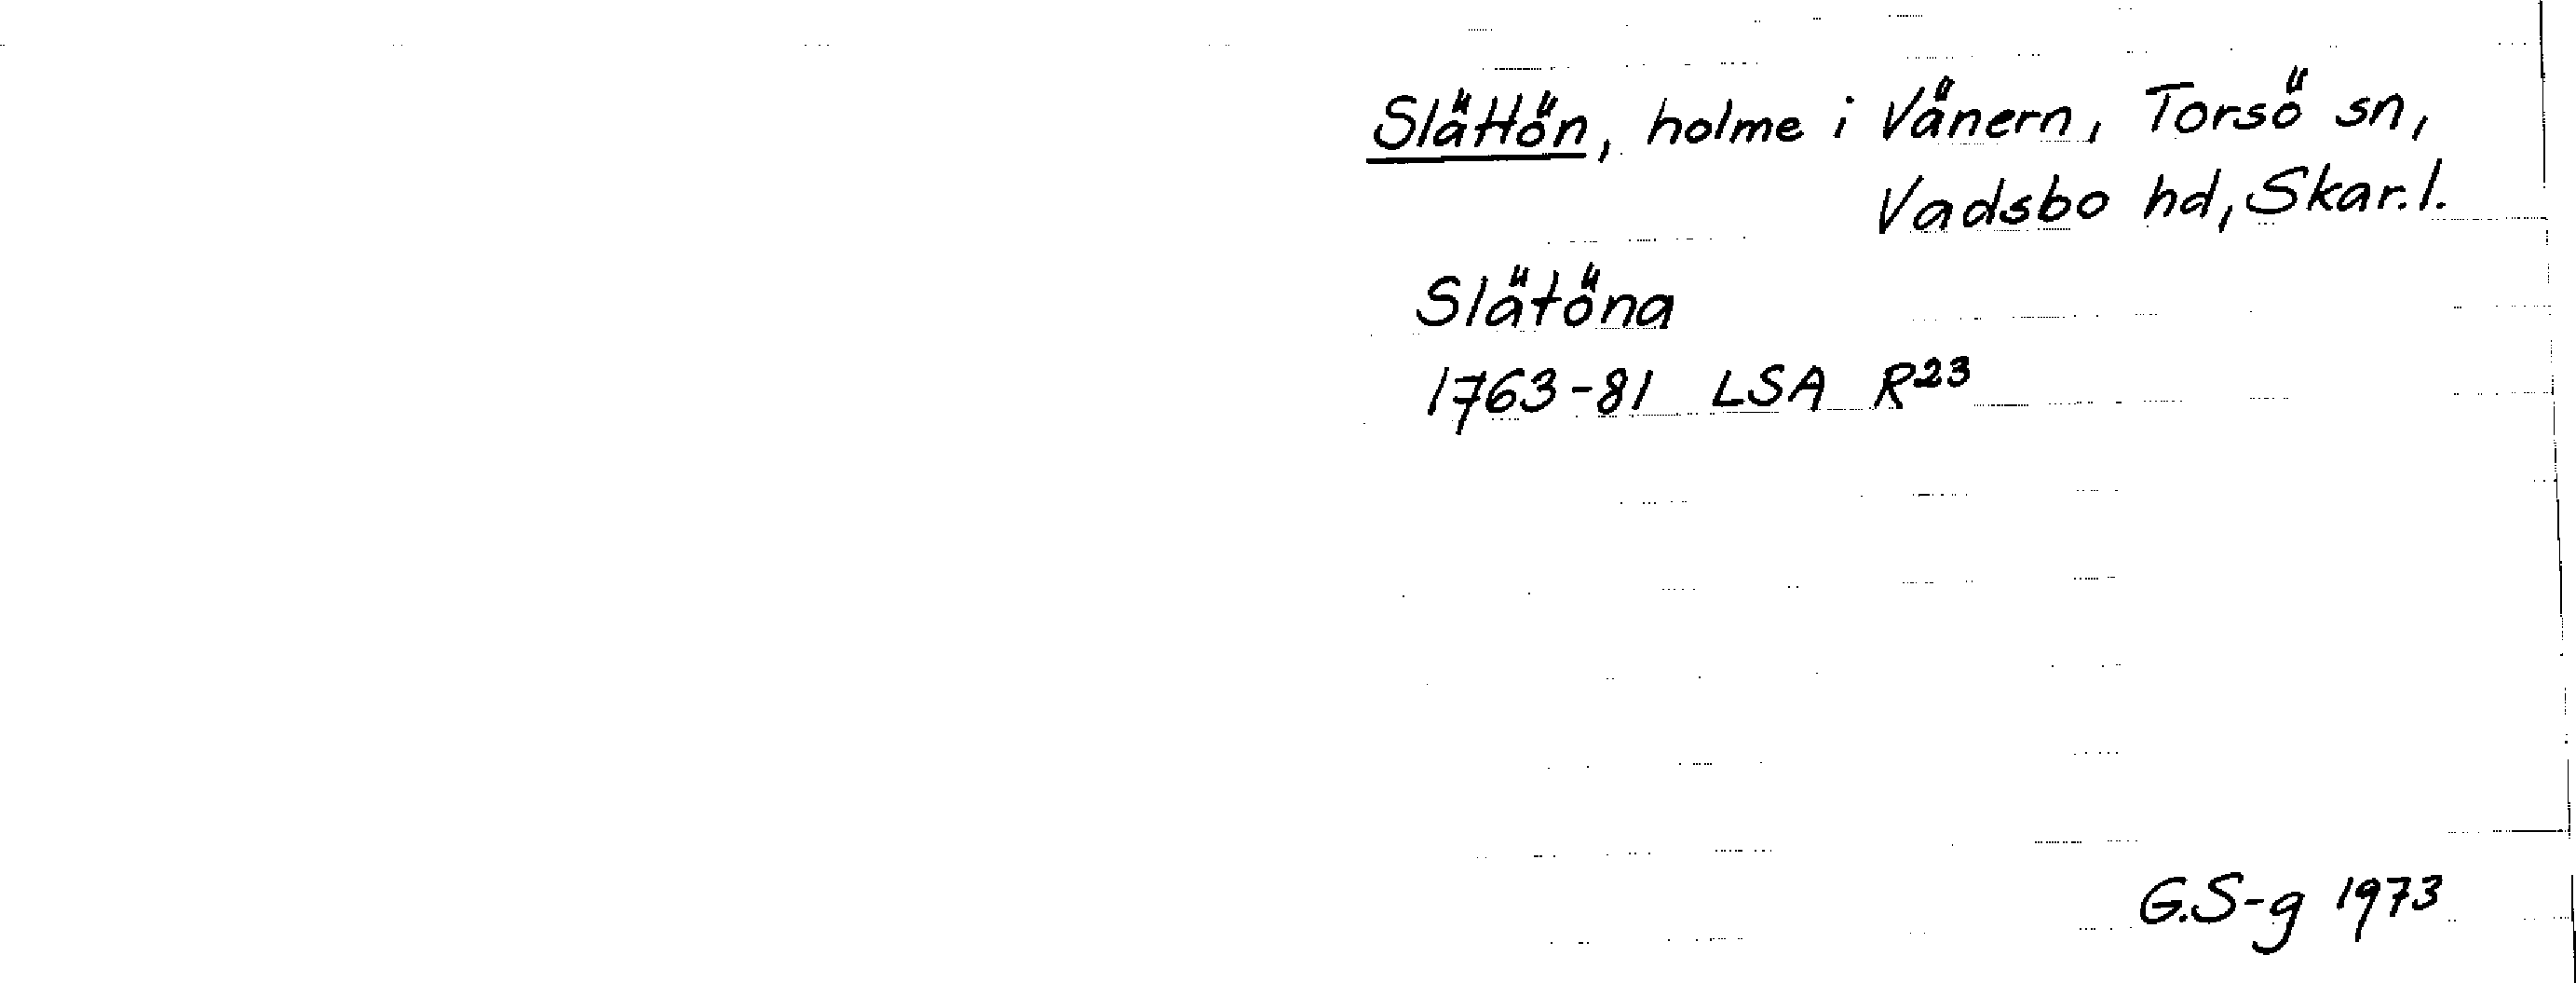 Slättön, holme i Vänern, Torsö sn,
Vadsbo hd, Skar. l.
Slätöna
1763-81 LSA R23
G.S-g 1973